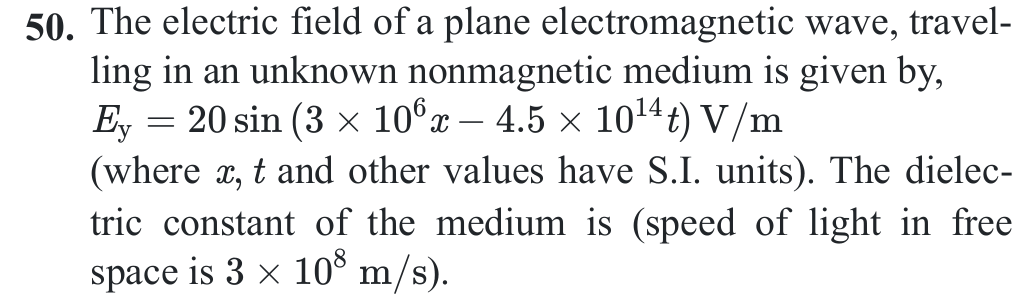 50. The electric field of a plane electromagnetic wave, travel-
ling in an unknown nonmagnetic medium is given by,
E_y = 20 sin (3 × 10^6 x − 4.5 × 10^14 t) V/m
(where x, t and other values have S.I. units). The dielec-
tric constant of the medium is (speed of light in free
space is 3 × 10^8 m/s).